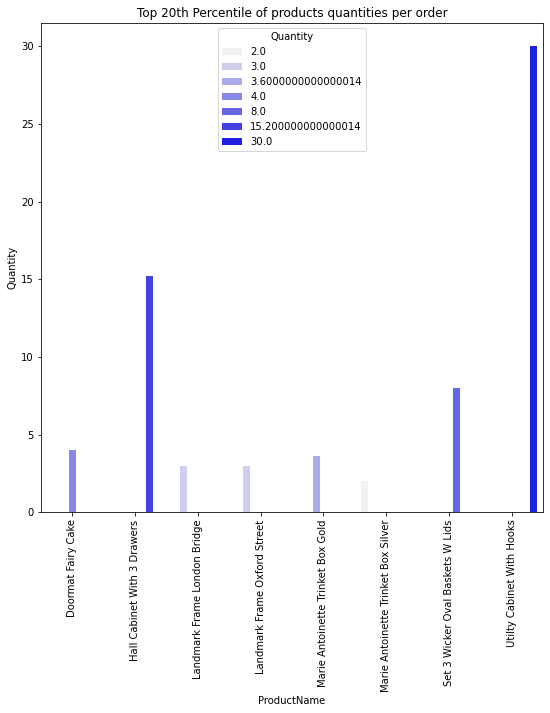 Top 20th Percentile of products quantities per order
Quantity
2.0
3.0
3.6000000000000014
4.0
8.0
15.200000000000014
30.0
30
25
20
15
10
5
0
Quantity
Doormat Fairy Cake
Hall Cabinet With 3 Drawers
Landmark Frame London Bridge
Landmark Frame Oxford Street
Marie Antoinette Trinket Box Gold
Marie Antoinette Trinket Box Silver
Set 3 Wicker Oval Baskets W Lids
Utilty Cabinet With Hooks
ProductName